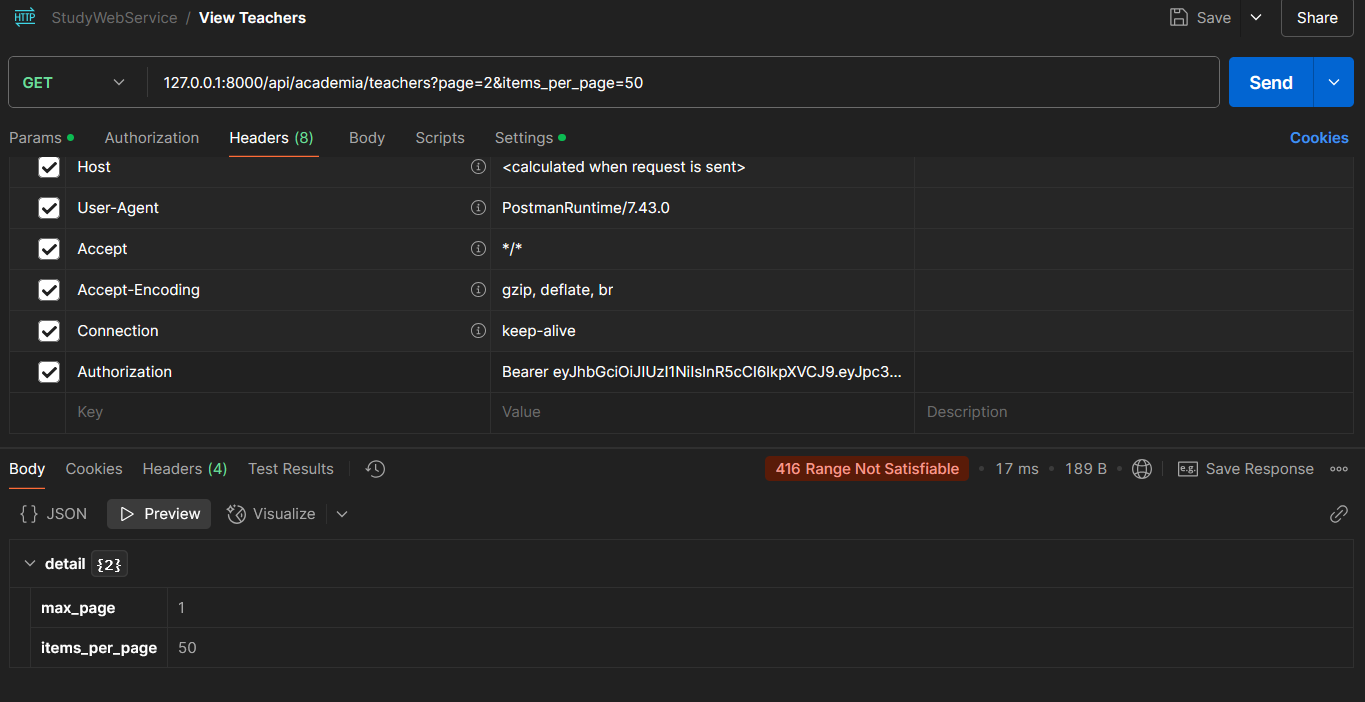 HTTP StudyWebService / View Teachers Save Share
GET 127.0.0.1:8000/api/academia/teachers?page=2&items_per_page=50 Send
Params Authorization Headers (8) Body Scripts Settings Cookies
Host <calculated when request is sent>
User-Agent PostmanRuntime/7.43.0
Accept */*
Accept-Encoding gzip, deflate, br
Connection keep-alive
Authorization Bearer eyJhbGciOiJIUzI1NiIsInR5cCI6IkpXVCJ9.eyJpc3...
Key Value Description
Body Cookies Headers (4) Test Results 416 Range Not Satisfiable • 17 ms • 189 B • e.g. Save Response
{} JSON Preview Visualize
detail {2}
max_page 1
items_per_page 50